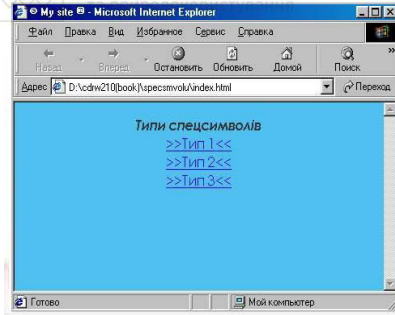 My site - Microsoft Internet Explorer
Файл Правка Вид Избранное Сервис Справка
Назад Вперед Остановить Обновить Домой Поиск »
Адрес D:\cdrw210[book]\specsmvolu\index.html Переход
Типи спецсимволів
>>Тип 1<<
>>Тип 2<<
>>Тип 3<<
Готово Мой компьютер